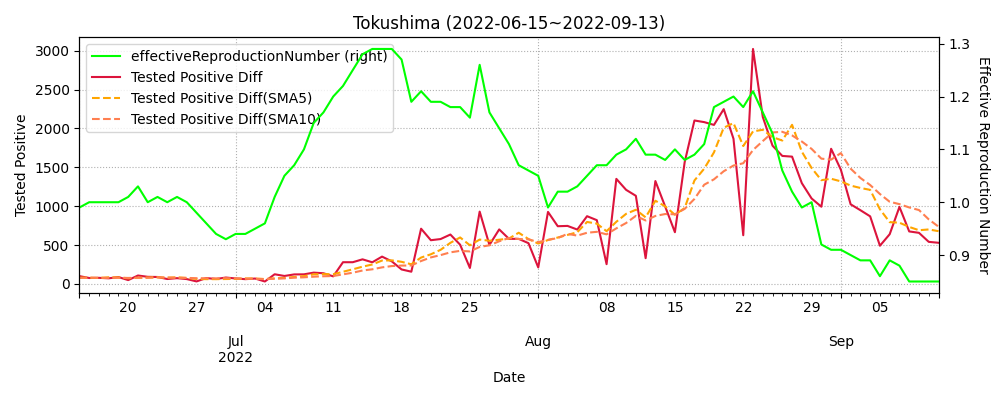 Tokushima (2022-06-15~2022-09-13)
effectiveReproductionNumber (right)
Tested Positive Diff
Tested Positive Diff(SMA5)
Tested Positive Diff(SMA10)
Tested Positive
3000
2500
2000
1500
1000
500
0
1.3
1.2
1.1
1.0
0.9
Effective Reproduction Number
20 27 04 11 18 25 08 15 22 29 05
Jul Aug Sep
2022
Date